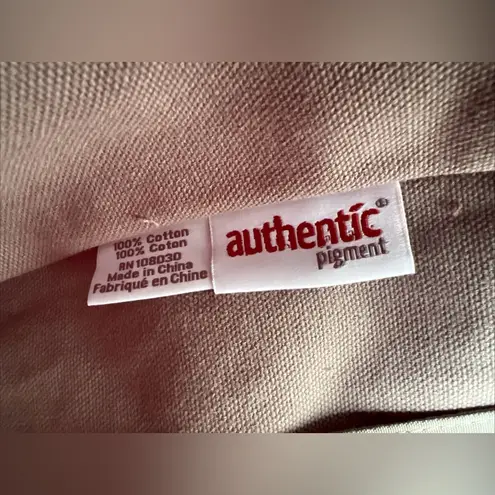 100% Cotton
100% Coton
RN 108030
Made in China
Fabriqué en Chine
authentic®
pigment